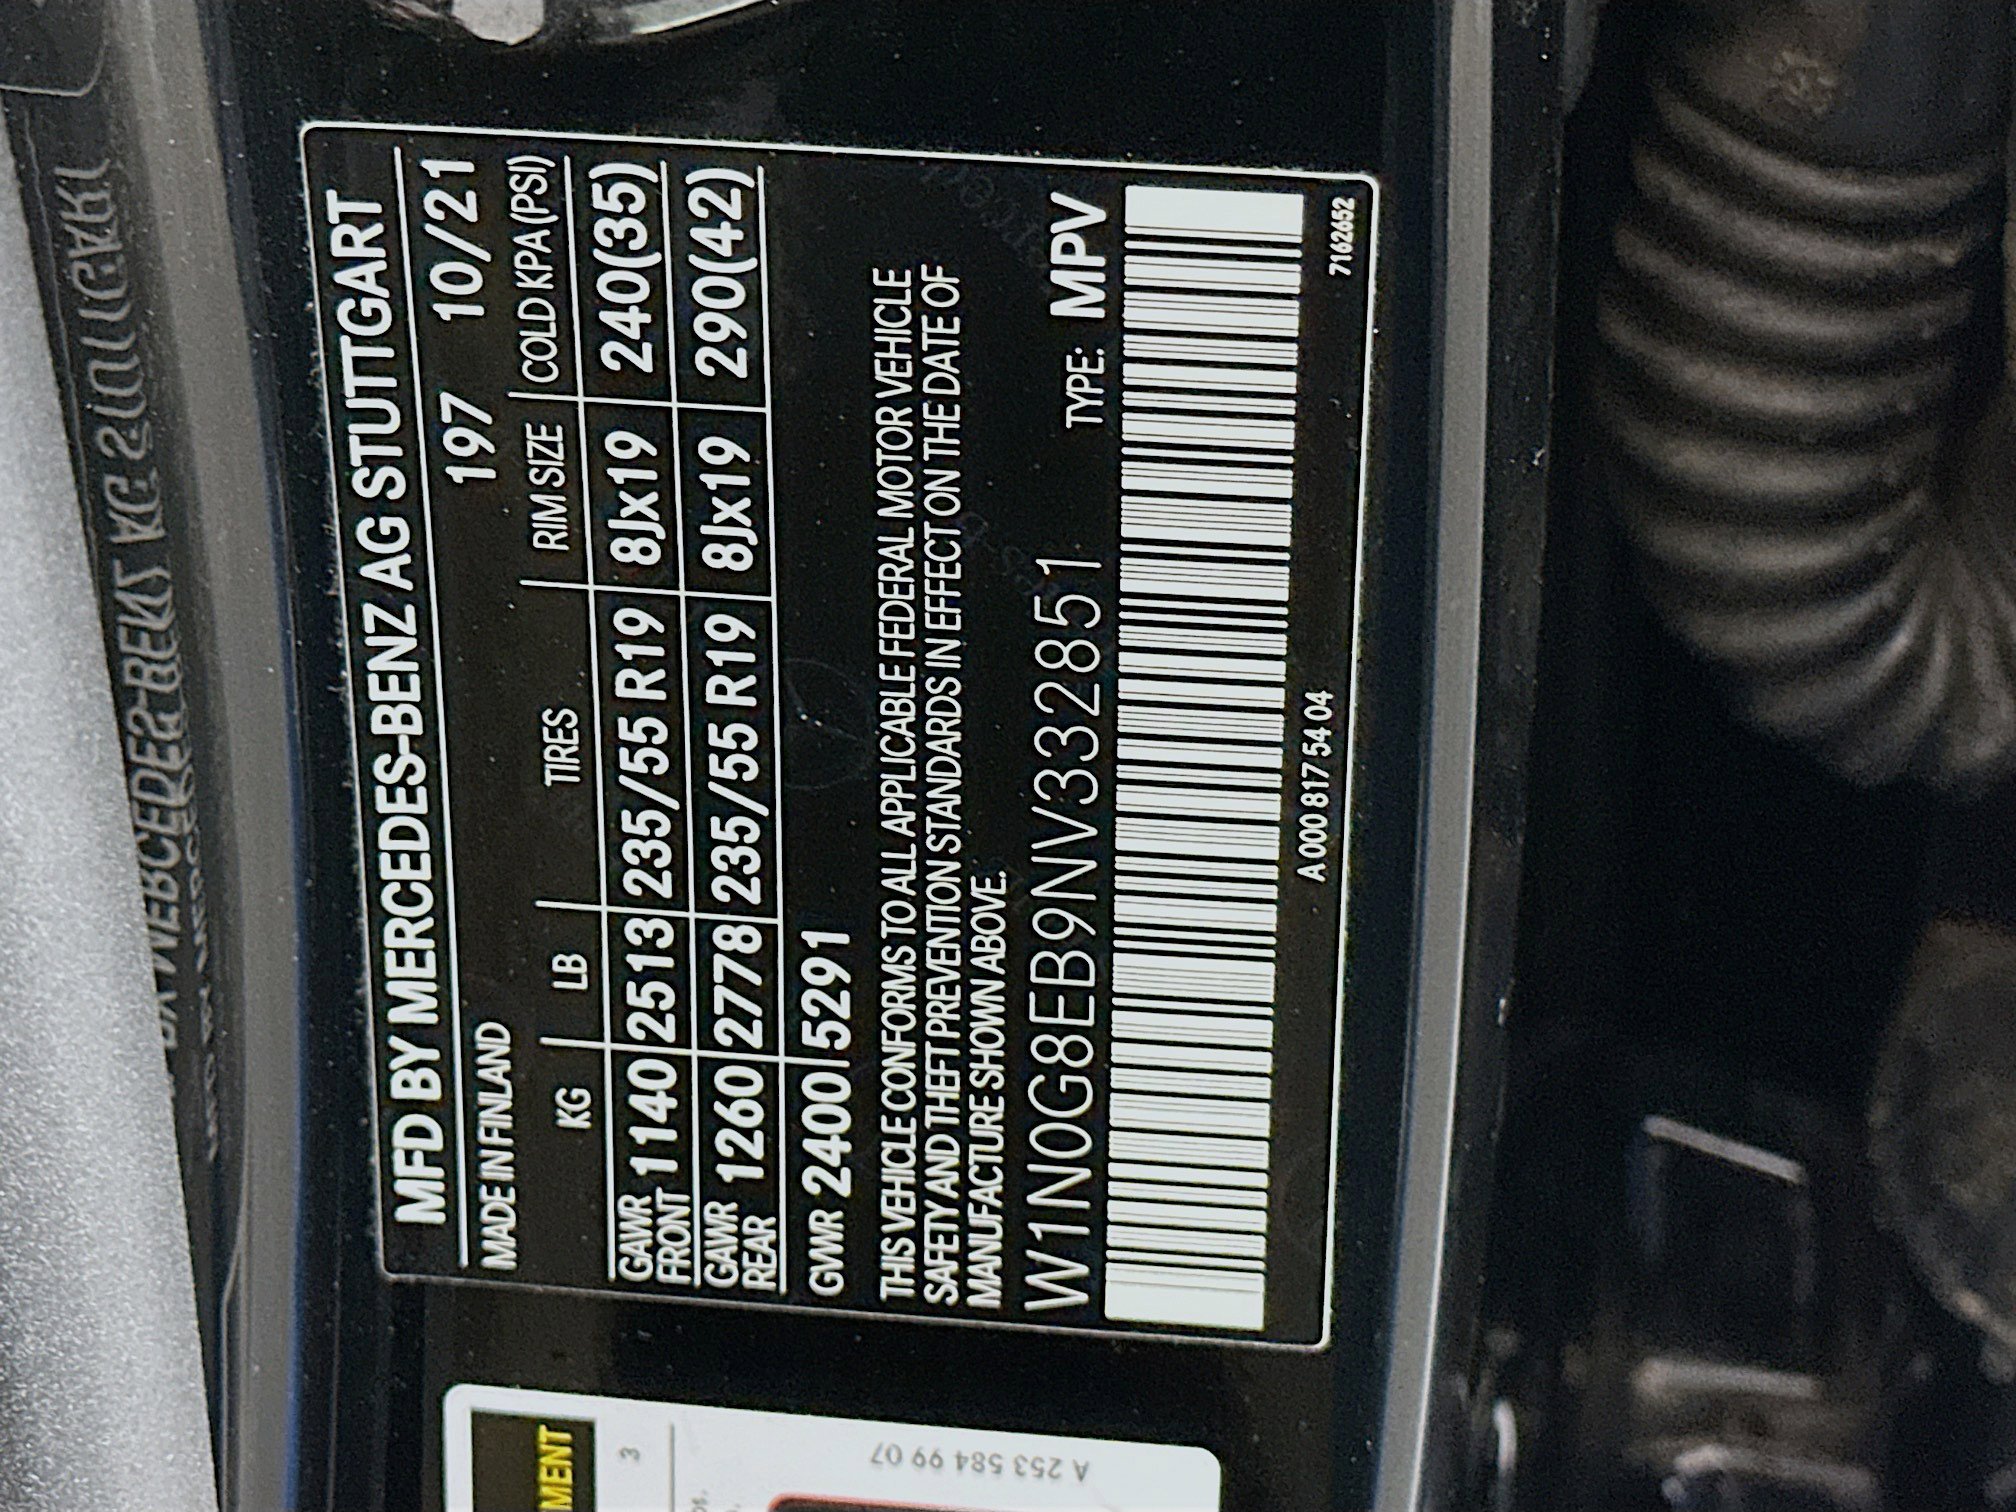 MFD BY MERCEDES-BENZ AG STUTTGART
MADE IN FINLAND 197 10/21
KG LB TIRES RIM SIZE COLD KPA (PSI)
GAWR FRONT 1140 2513 235/55 R19 8Jx19 240(35)
GAWR REAR 1260 2778 235/55 R19 8Jx19 290(42)
GVWR 2400 5291
THIS VEHICLE CONFORMS TO ALL APPLICABLE FEDERAL MOTOR VEHICLE
SAFETY AND THEFT PREVENTION STANDARDS IN EFFECT ON THE DATE OF
MANUFACTURE SHOWN ABOVE.
W1N0G8EB9NV332851 TYPE: MPV
A 000 817 54 04 7162652
MENT
3
A 253 584 99 07